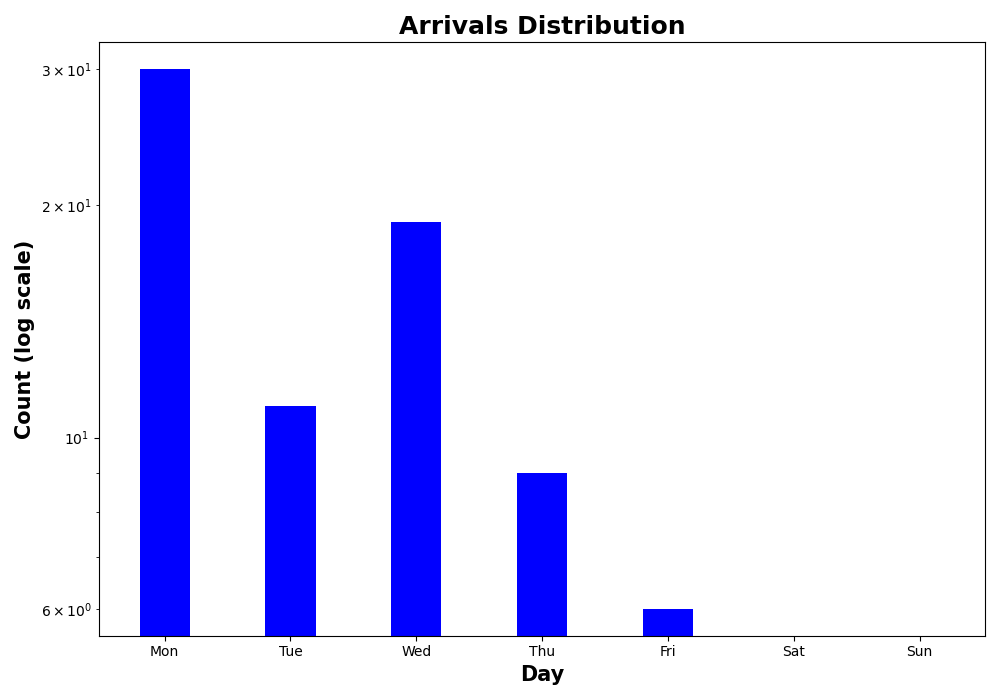 Arrivals Distribution
Count (log scale)
3 × 10¹
2 × 10¹
10¹
6 × 10⁰
Mon Tue Wed Thu Fri Sat Sun
Day